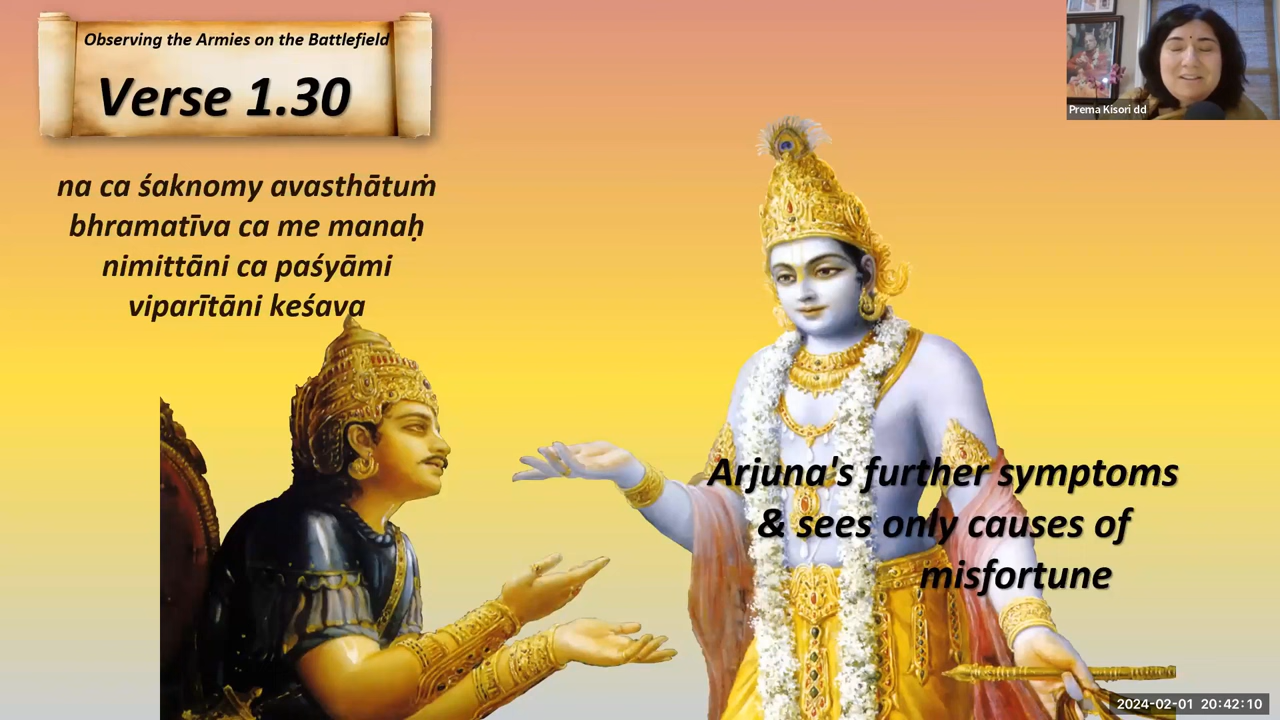 Observing the Armies on the Battlefield
Verse 1.30
na ca śaknomy avasthātuṁ
bhramatīva ca me manaḥ
nimittāni ca paśyāmi
viparītāni keśava
Arjuna's further symptoms
& sees only causes of
misfortune
Prema Kisori dd
2024-02-01 20:42:10